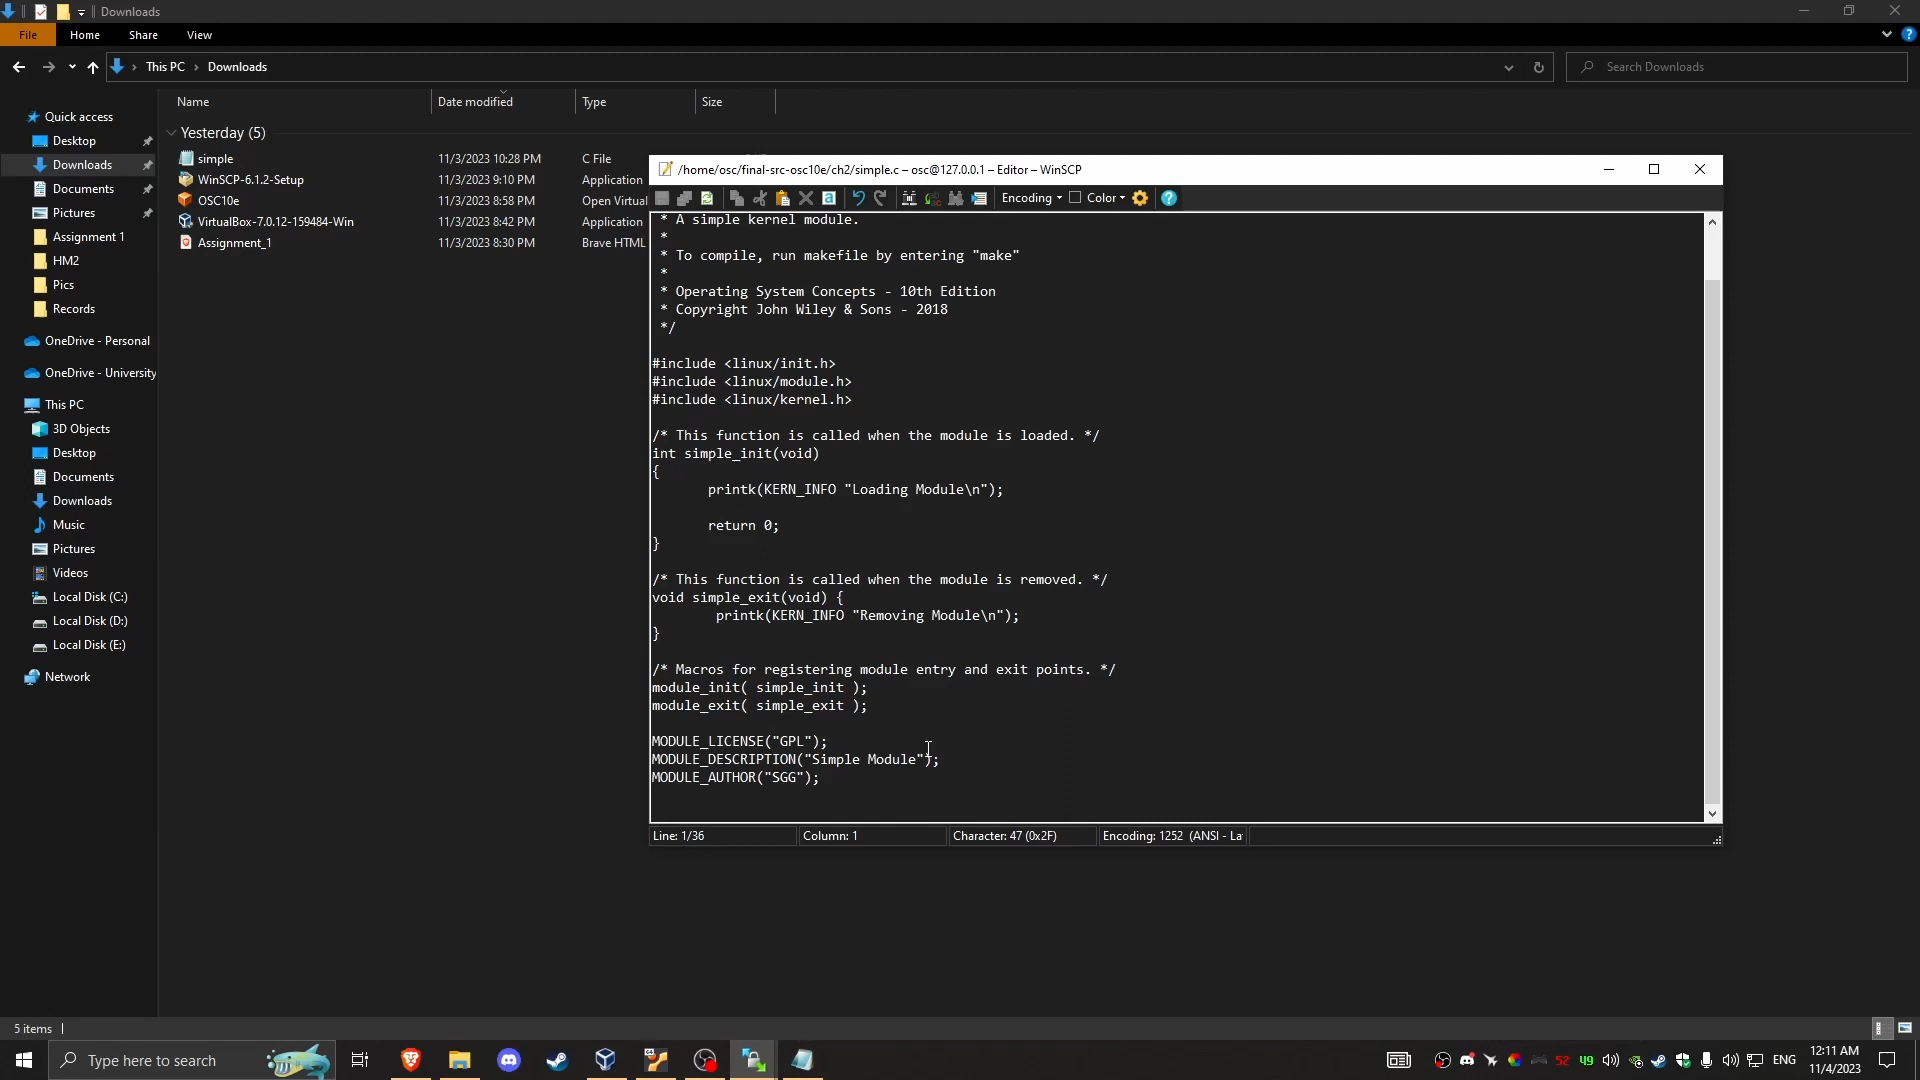 Downloads
File Home Share View
This PC › Downloads
Search Downloads
Name Date modified Type Size
Yesterday (5)
simple 11/3/2023 10:28 PM C File
WinSCP-6.1.2-Setup 11/3/2023 9:10 PM Application
OSC10e 11/3/2023 8:58 PM Open Virtual
VirtualBox-7.0.12-159484-Win 11/3/2023 8:42 PM Application
Assignment_1 11/3/2023 8:30 PM Brave HTML
Quick access
Desktop
Downloads
Documents
Pictures
Assignment 1
HM2
Pics
Records
OneDrive - Personal
OneDrive - University
This PC
3D Objects
Desktop
Documents
Downloads
Music
Pictures
Videos
Local Disk (C:)
Local Disk (D:)
Local Disk (E:)
Network
/home/osc/final-src-osc10e/ch2/simple.c – osc@127.0.0.1 – Editor – WinSCP
Encoding Color
* A simple kernel module.
*
* To compile, run makefile by entering "make"
*
* Operating System Concepts - 10th Edition
* Copyright John Wiley & Sons - 2018
*/
#include <linux/init.h>
#include <linux/module.h>
#include <linux/kernel.h>
/* This function is called when the module is loaded. */
int simple_init(void)
{
printk(KERN_INFO "Loading Module\n");
return 0;
}
/* This function is called when the module is removed. */
void simple_exit(void) {
printk(KERN_INFO "Removing Module\n");
}
/* Macros for registering module entry and exit points. */
module_init( simple_init );
module_exit( simple_exit );
MODULE_LICENSE("GPL");
MODULE_DESCRIPTION("Simple Module");
MODULE_AUTHOR("SGG");
Line: 1/36 Column: 1 Character: 47 (0x2F) Encoding: 1252 (ANSI - La
5 items
Type here to search
52 49 ENG
12:11 AM
11/4/2023